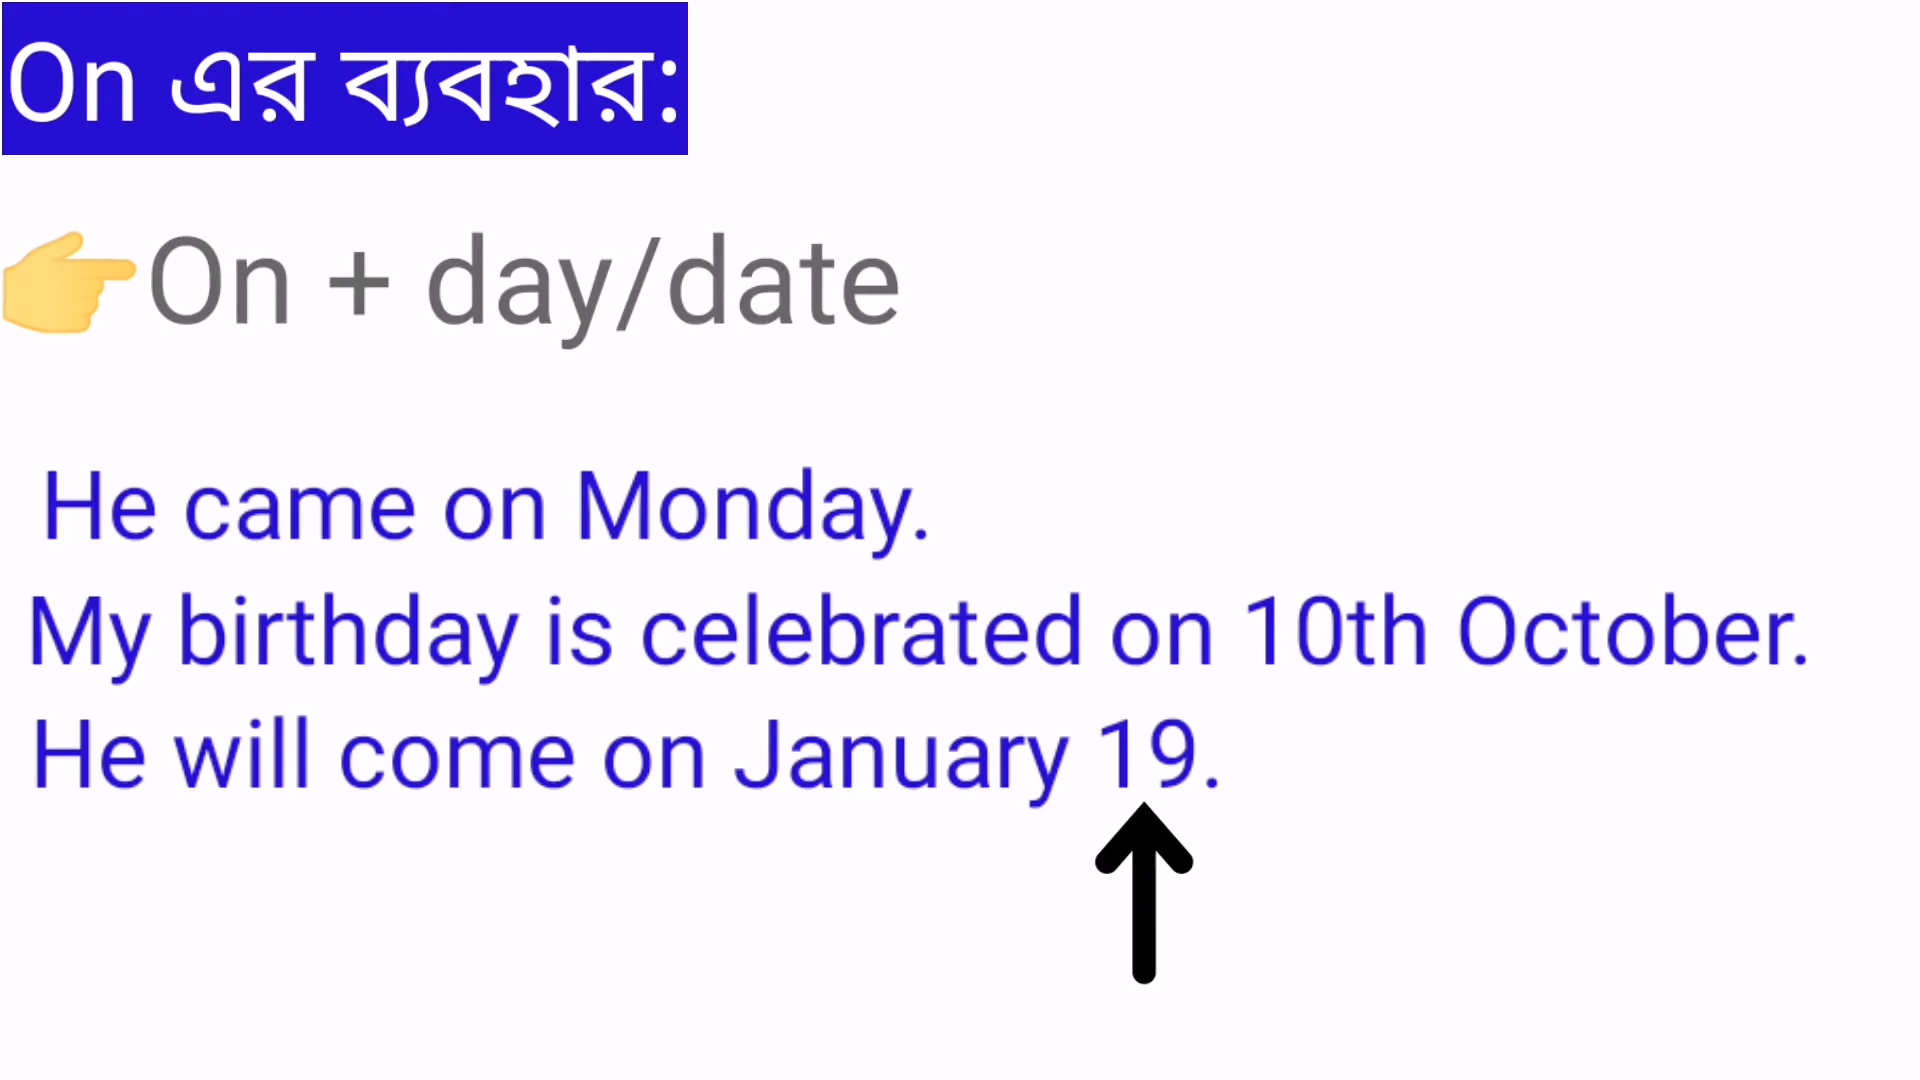 On এর ব্যবহার:
👉On + day/date
He came on Monday.
My birthday is celebrated on 10th October.
He will come on January 19.